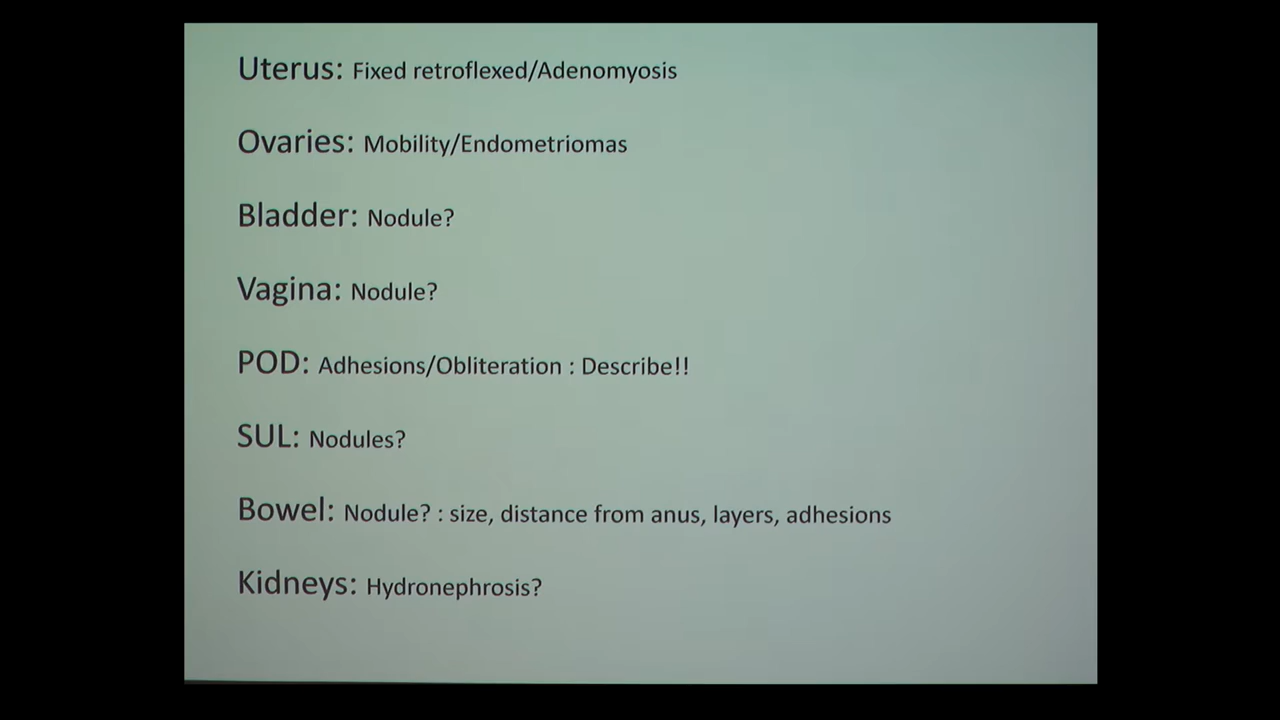 Uterus: Fixed retroflexed/Adenomyosis
Ovaries: Mobility/Endometriomas
Bladder: Nodule?
Vagina: Nodule?
POD: Adhesions/Obliteration : Describe!!
SUL: Nodules?
Bowel: Nodule? : size, distance from anus, layers, adhesions
Kidneys: Hydronephrosis?